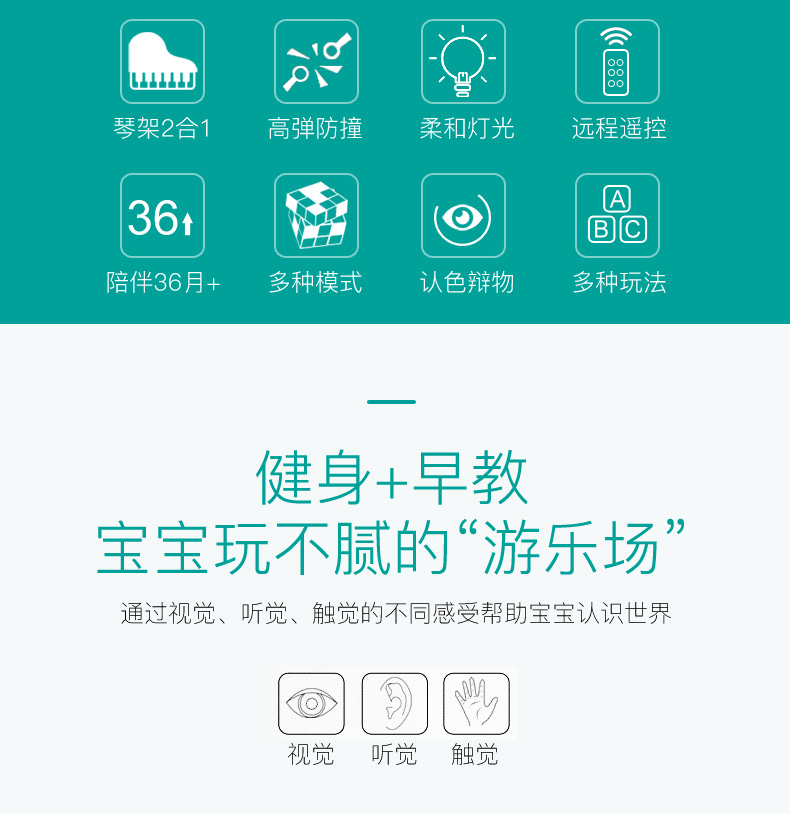 琴架2合1 高弹防撞 柔和灯光 远程遥控
36
A
B C
陪伴36月+ 多种模式 认色辩物 多种玩法
健身+早教
宝宝玩不腻的“游乐场”
通过视觉、听觉、触觉的不同感受帮助宝宝认识世界
视觉 听觉 触觉